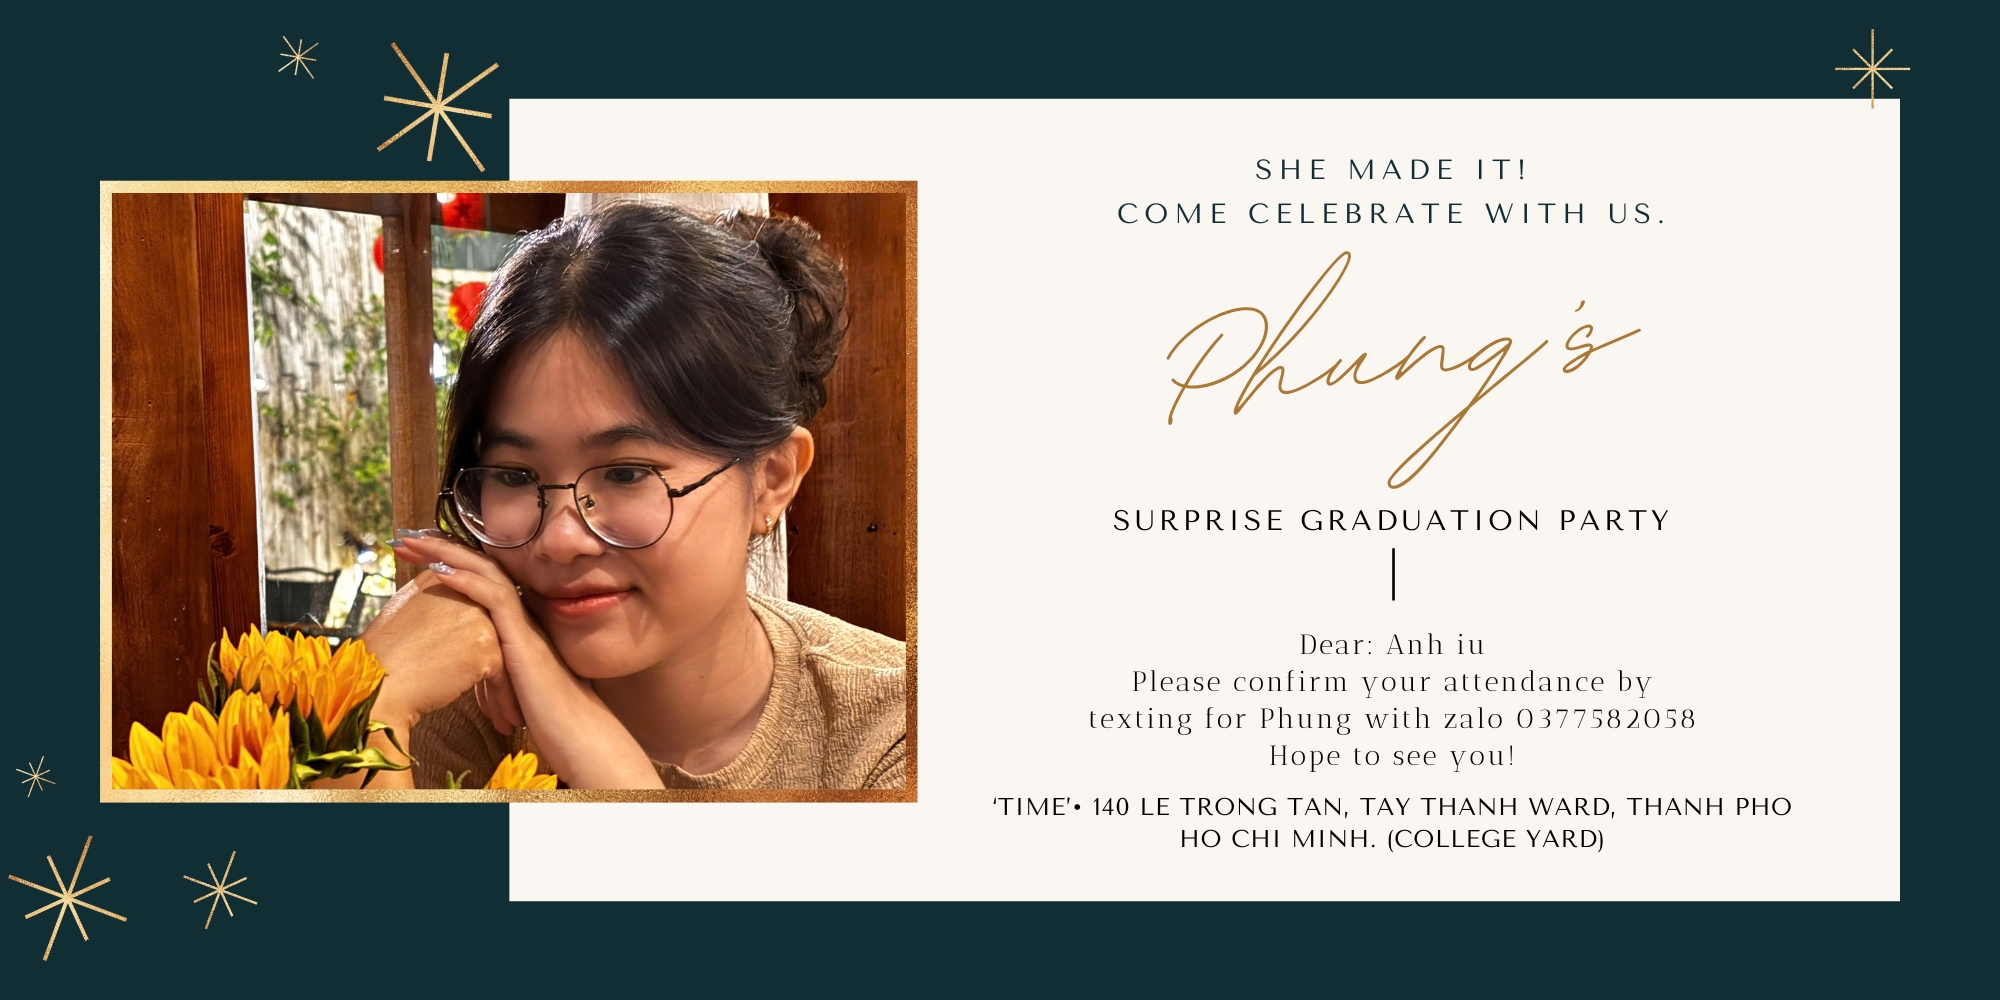 SHE MADE IT!
COME CELEBRATE WITH US.
Phung's
SURPRISE GRADUATION PARTY
Dear: Anh iu
Please confirm your attendance by
texting for Phung with zalo 0377582058
Hope to see you!
‘TIME’• 140 LE TRONG TAN, TAY THANH WARD, THANH PHO
HO CHI MINH. (COLLEGE YARD)